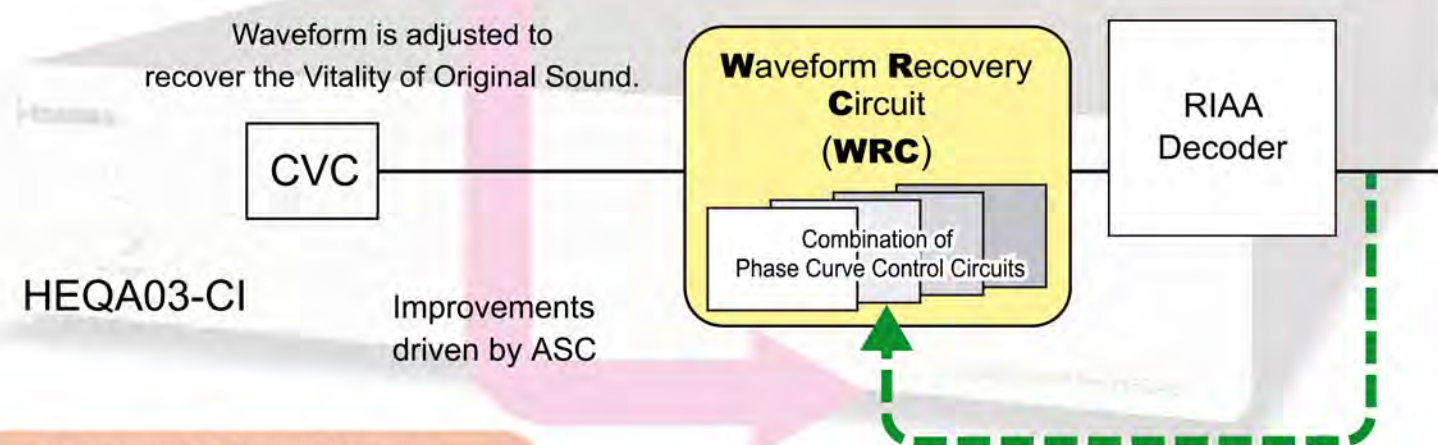 Waveform is adjusted to
recover the Vitality of Original Sound.
CVC
Waveform Recovery
Circuit
(WRC)
Combination of
Phase Curve Control Circuits
RIAA
Decoder
HEQA03-CI
Improvements
driven by ASC